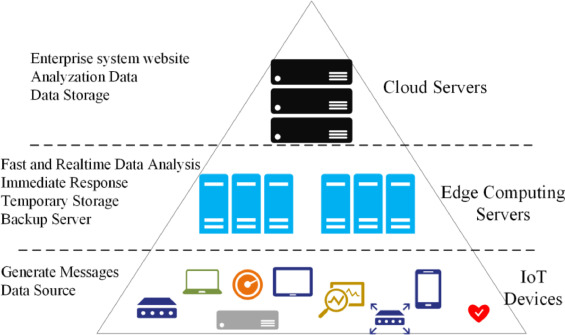 Enterprise system website
Analyzation Data
Data Storage
Cloud Servers
Fast and Realtime Data Analysis
Immediate Response
Temporary Storage
Backup Server
Edge Computing
Servers
Generate Messages
Data Source
IoT
Devices